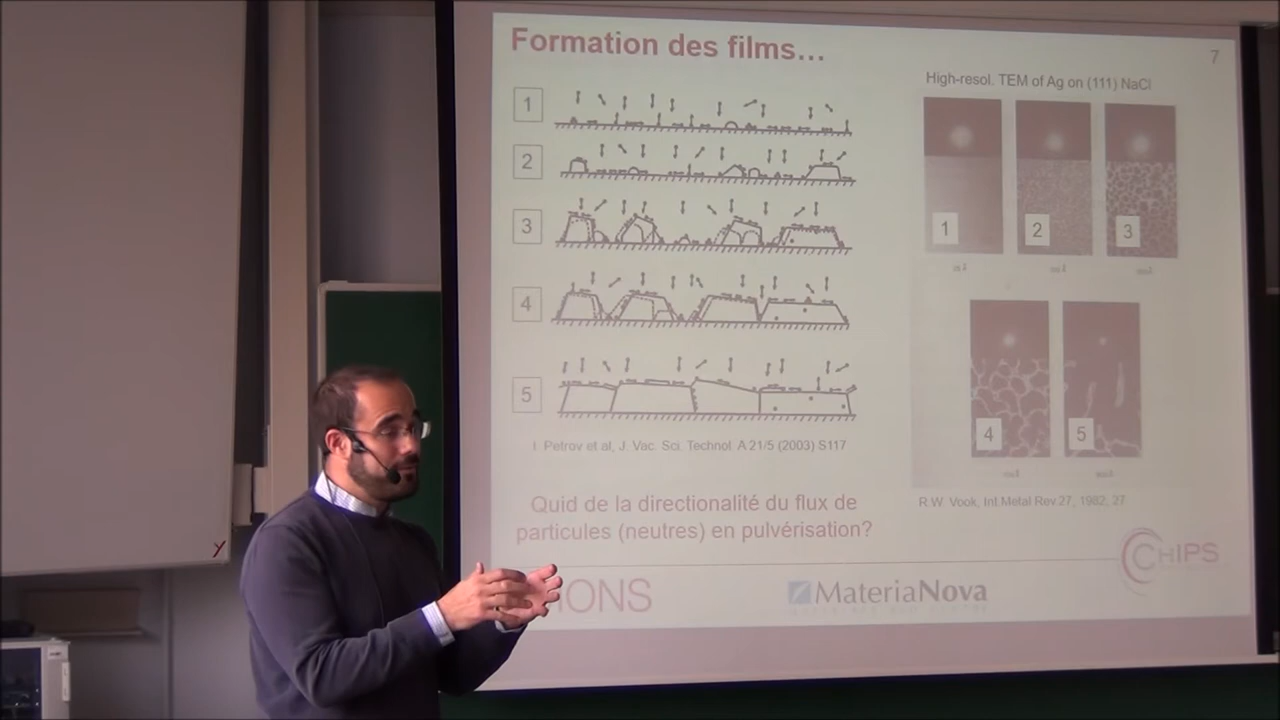 Formation des films…
7
High-resol. TEM of Ag on (111) NaCl
1
2
3
4
5
1
2
3
4
5
I. Petrov et al, J. Vac. Sci. Technol. A 21/5 (2003) S117
R.W. Vook, Int.Metal Rev.27, 1982; 27
Quid de la directionalité du flux de
particules (neutres) en pulvérisation?
IONS
MateriaNova
CHIPS